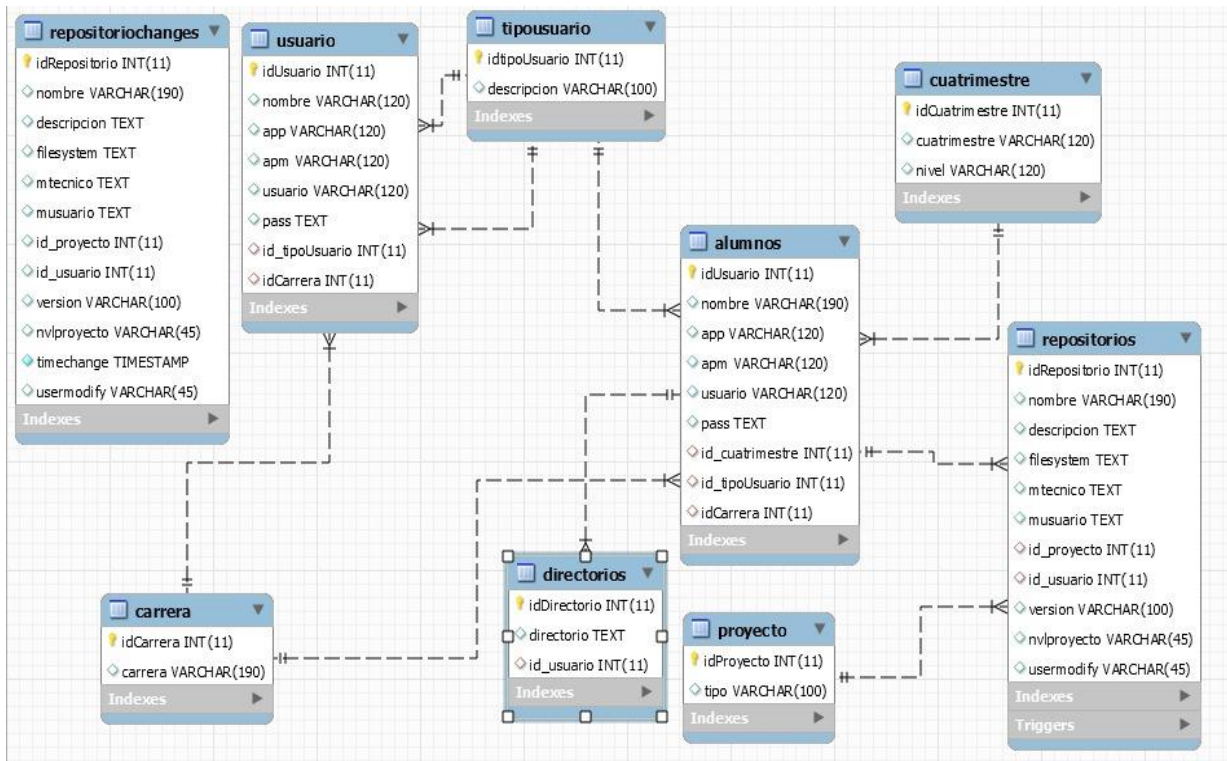 repositoriochanges
idRepositorio INT(11)
nombre VARCHAR(190)
descripcion TEXT
filesystem TEXT
mtecnico TEXT
musuario TEXT
id_proyecto INT(11)
id_usuario INT(11)
version VARCHAR(100)
nvlproyecto VARCHAR(45)
timechange TIMESTAMP
usermodify VARCHAR(45)
Indexes
usuario
idUsuario INT(11)
nombre VARCHAR(120)
app VARCHAR(120)
apm VARCHAR(120)
usuario VARCHAR(120)
pass TEXT
id_tipoUsuario INT(11)
idCarrera INT(11)
Indexes
tipousuario
idtipoUsuario INT(11)
descripcion VARCHAR(100)
Indexes
cuatrimestre
idCuatrimestre INT(11)
cuatrimestre VARCHAR(120)
nivel VARCHAR(120)
Indexes
alumnos
idUsuario INT(11)
nombre VARCHAR(190)
app VARCHAR(120)
apm VARCHAR(120)
usuario VARCHAR(120)
pass TEXT
id_cuatrimestre INT(11)
id_tipoUsuario INT(11)
idCarrera INT(11)
Indexes
repositorios
idRepositorio INT(11)
nombre VARCHAR(190)
descripcion TEXT
filesystem TEXT
mtecnico TEXT
musuario TEXT
id_proyecto INT(11)
id_usuario INT(11)
version VARCHAR(100)
nvlproyecto VARCHAR(45)
usermodify VARCHAR(45)
Indexes
Triggers
carrera
idCarrera INT(11)
carrera VARCHAR(190)
Indexes
directorios
idDirectorio INT(11)
directorio TEXT
id_usuario INT(11)
Indexes
proyecto
idProyecto INT(11)
tipo VARCHAR(100)
Indexes